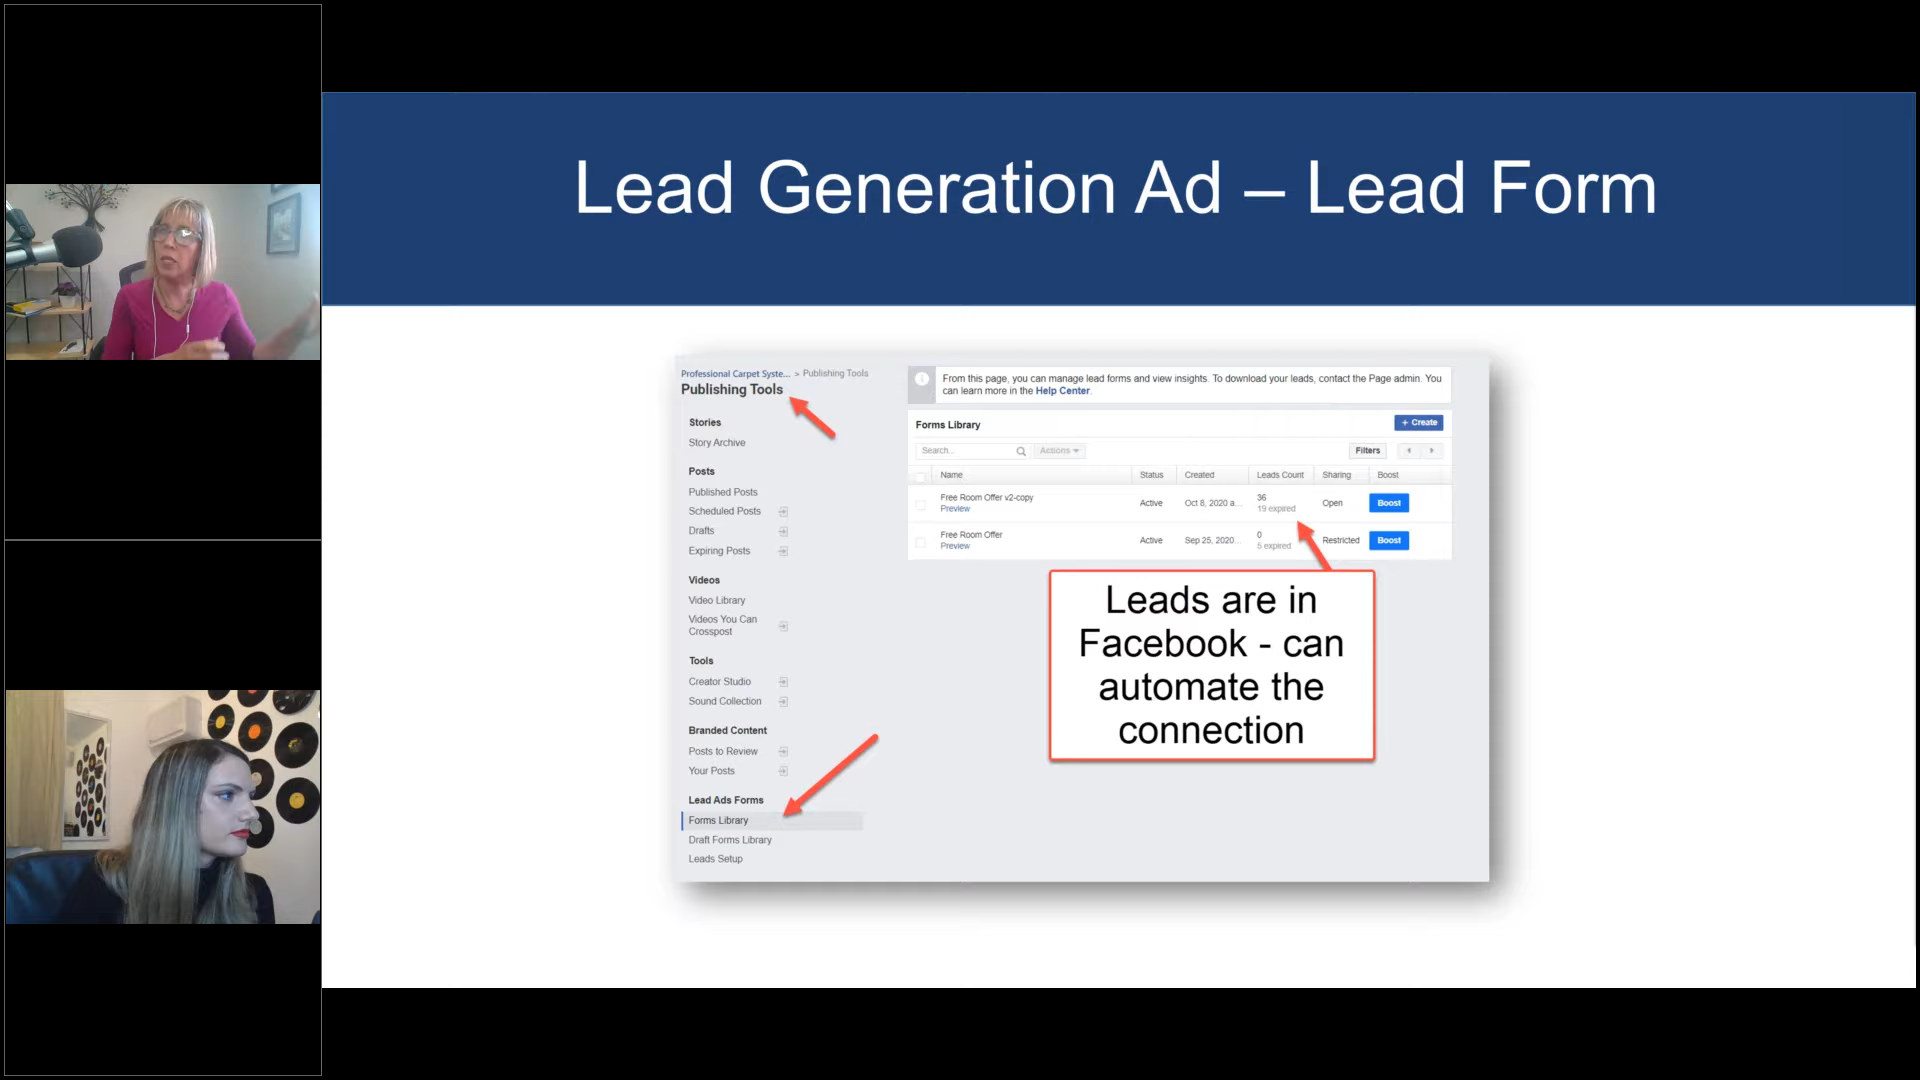 Lead Generation Ad – Lead Form
Professional Carpet Syste... > Publishing Tools
Publishing Tools
Stories
Story Archive
Posts
Published Posts
Scheduled Posts
Drafts
Expiring Posts
Videos
Video Library
Videos You Can
Crosspost
Tools
Creator Studio
Sound Collection
Branded Content
Posts to Review
Your Posts
Lead Ads Forms
Forms Library
Draft Forms Library
Leads Setup
From this page, you can manage lead forms and view insights. To download your leads, contact the Page admin. You
can learn more in the Help Center.
Forms Library
+ Create
Search...
Actions
Filters
Name Status Created Leads Count Sharing Boost
Free Room Offer v2-copy
Preview
Active
Oct 8, 2020 a...
36
19 expired
Open
Boost
Free Room Offer
Preview
Active
Sep 25, 2020...
0
5 expired
Restricted
Boost
Leads are in
Facebook - can
automate the
connection